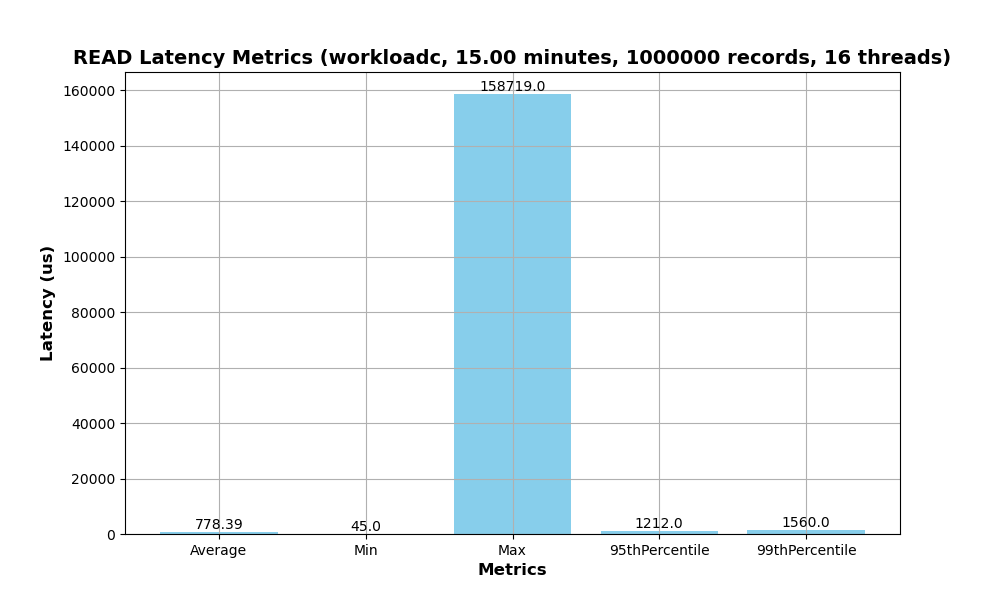 READ Latency Metrics (workloadc, 15.00 minutes, 1000000 records, 16 threads)
Latency (us)
160000
140000
120000
100000
80000
60000
40000
20000
0
778.39
45.0
158719.0
1212.0
1560.0
Average
Min
Max
95thPercentile
99thPercentile
Metrics